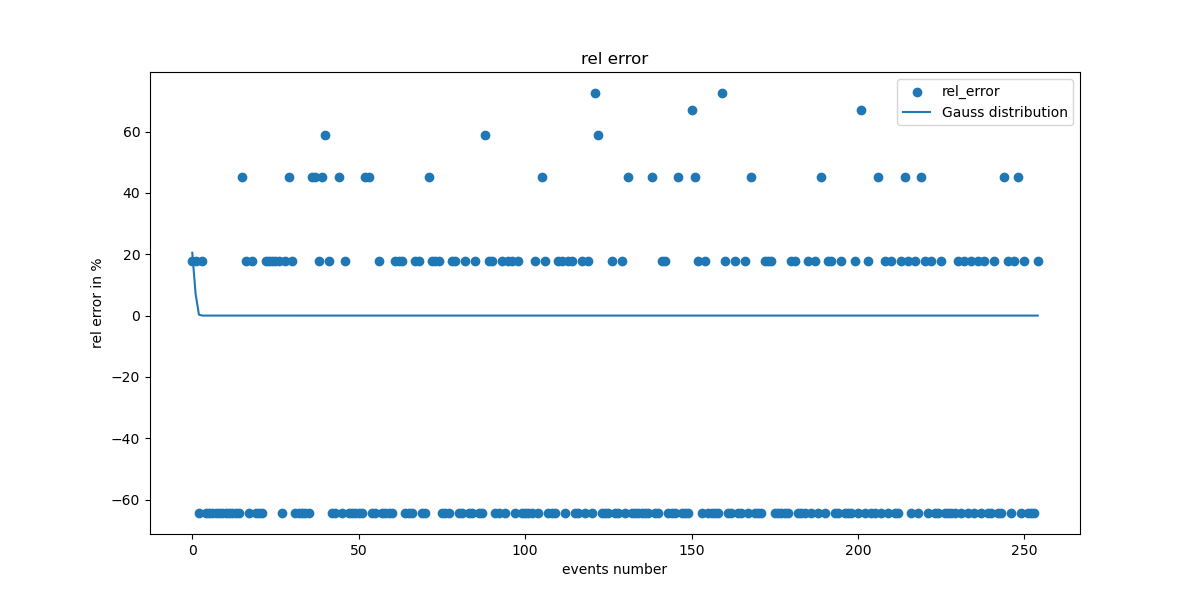 rel error
rel_error
Gauss distribution
60
40
20
0
−20
−40
−60
rel error in %
0
50
100
150
200
250
events number